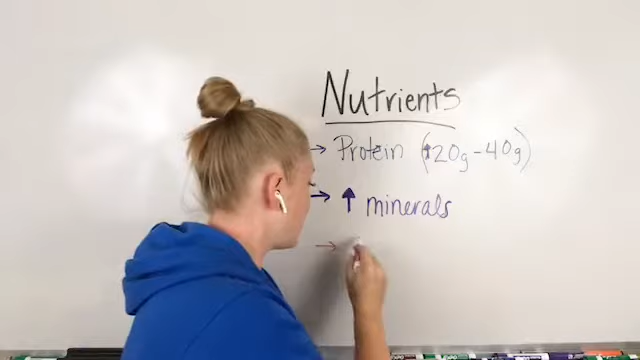 Nutrients
→ Protein (↑20g-40g)
→ ↑ minerals
→